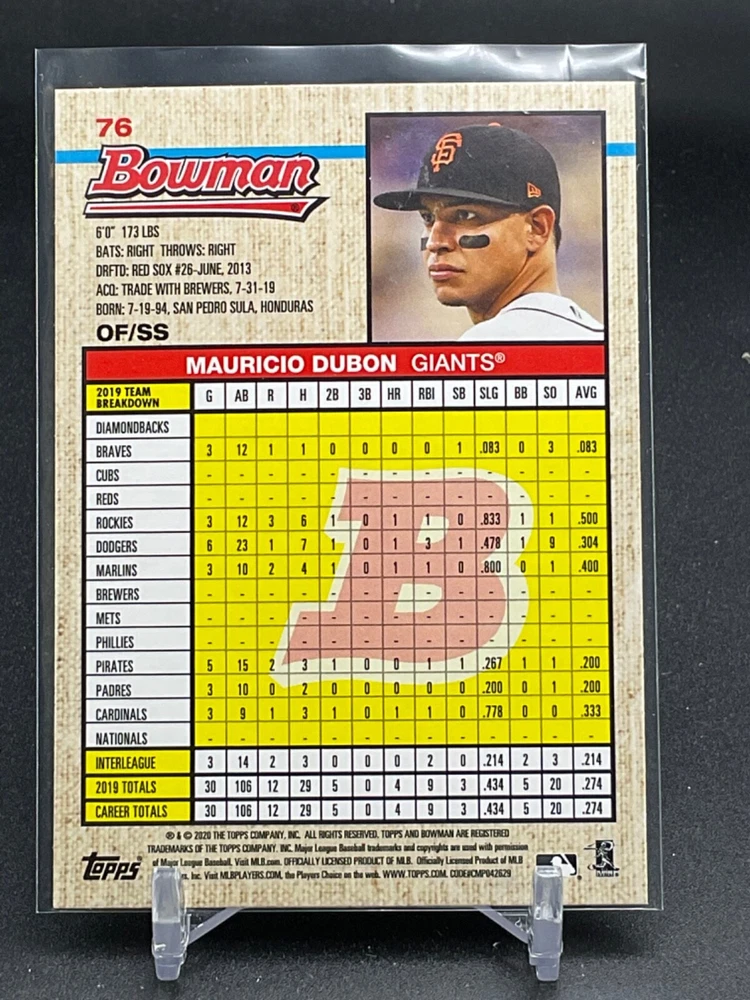 76
Bowman®
6'0" 173 LBS
BATS: RIGHT THROWS: RIGHT
DRFTD: RED SOX #26-JUNE, 2013
ACQ: TRADE WITH BREWERS, 7-31-19
BORN: 7-19-94, SAN PEDRO SULA, HONDURAS
OF/SS
SF
MAURICIO DUBON GIANTS®
2019 TEAM BREAKDOWN G AB R H 2B 3B HR RBI SB SLG BB SO AVG
DIAMONDBACKS
BRAVES 3 12 1 1 0 0 0 0 1 .083 0 3 .083
CUBS - - - - - - - - - - - - -
REDS - - - - - - - - - - - - -
ROCKIES 3 12 3 6 1 0 1 1 0 .833 1 1 .500
DODGERS 6 23 1 7 1 0 1 3 1 .478 1 9 .304
MARLINS 3 10 2 4 1 0 1 1 0 .800 0 1 .400
BREWERS - - - - - - - - - - - - -
METS - - - - - - - - - - - - -
PHILLIES - - - - - - - - - - - - -
PIRATES 5 15 2 3 1 0 0 1 1 .267 1 1 .200
PADRES 3 10 0 2 0 0 0 0 0 .200 0 1 .200
CARDINALS 3 9 1 3 1 0 1 1 0 .778 0 0 .333
NATIONALS - - - - - - - - - - - - -
INTERLEAGUE 3 14 2 3 0 0 0 2 0 .214 2 3 .214
2019 TOTALS 30 106 12 29 5 0 4 9 3 .434 5 20 .274
CAREER TOTALS 30 106 12 29 5 0 4 9 3 .434 5 20 .274
B
® & © 2020 THE TOPPS COMPANY, INC. ALL RIGHTS RESERVED. TOPPS AND BOWMAN ARE REGISTERED
TRADEMARKS OF THE TOPPS COMPANY, INC. Major League Baseball trademarks and copyrights are used with permission
of Major League Baseball. Visit MLB.com. OFFICIALLY LICENSED PRODUCT OF MLB. Officially Licensed Product of MLB
Inc. Visit MLBPLAYERS.COM, the Players Choice on the web. WWW.TOPPS.COM. CODE#CMP042629
Topps